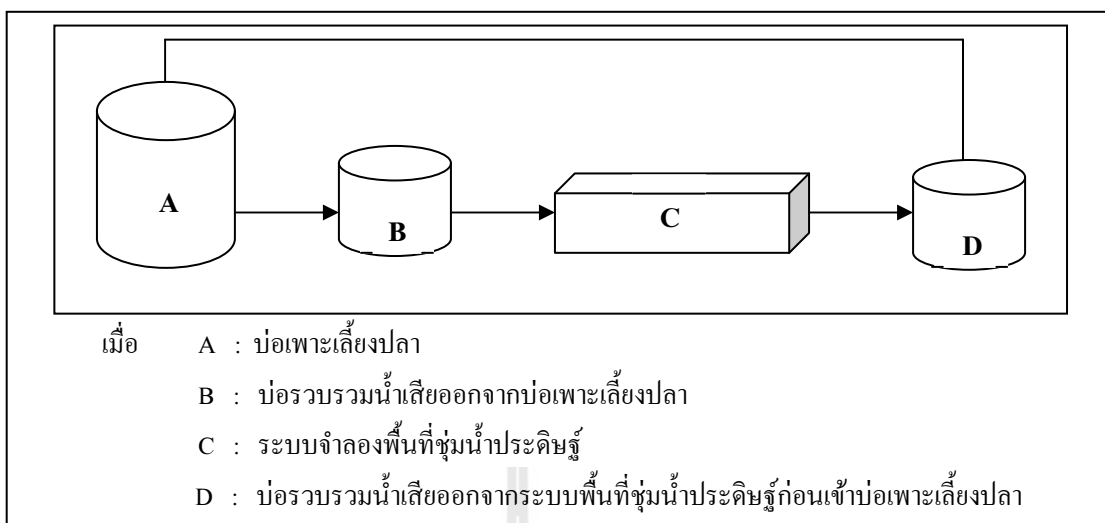 A
B
C
D
เมื่อ A : บ่อเพาะเลี้ยงปลา
B : บ่อรวบรวมน้ำเสียออกจากบ่อเพาะเลี้ยงปลา
C : ระบบจำลองพื้นที่ชุ่มน้ำประดิษฐ์
D : บ่อรวบรวมน้ำเสียออกจากระบบพื้นที่ชุ่มน้ำประดิษฐ์ก่อนเข้าบ่อเพาะเลี้ยงปลา